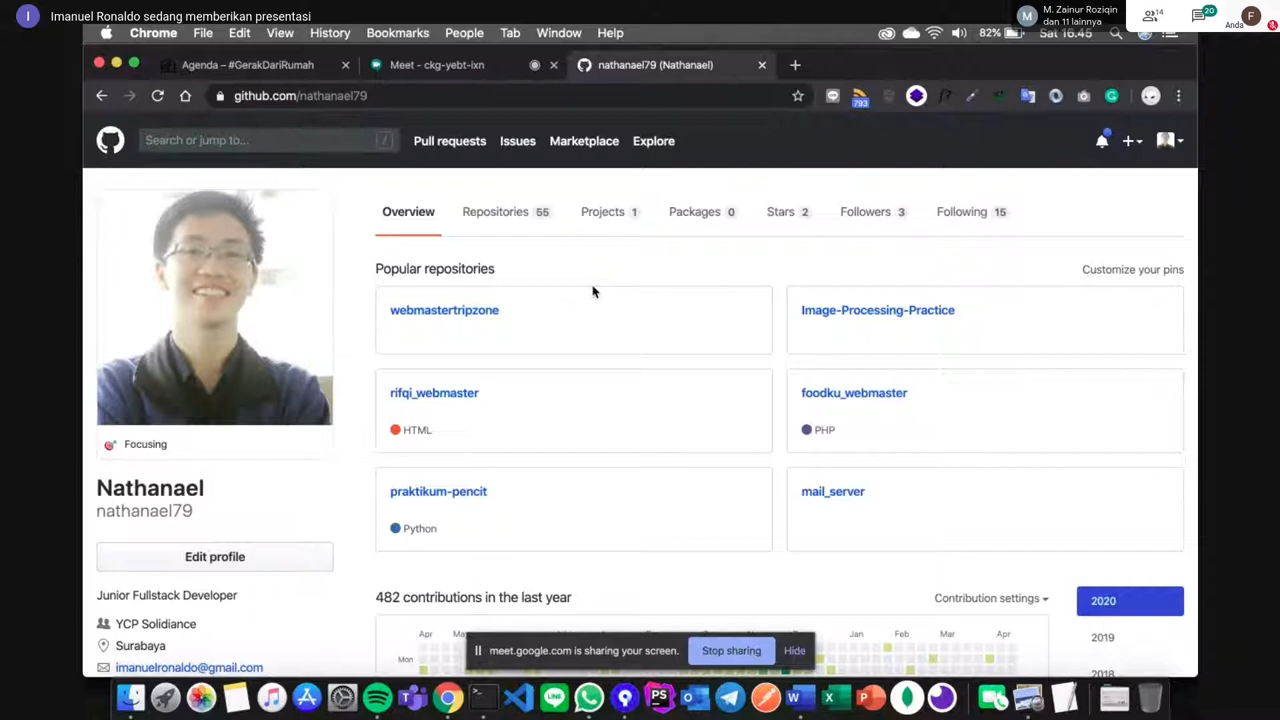 I Imanuel Ronaldo sedang memberikan presentasi
M M. Zainur Roziqin
dan 11 lainnya
14
20
F
Anda
Chrome File Edit View History Bookmarks People Tab Window Help
82% Sat 16.45
Agenda – #GerakDariRumah
Meet - ckg-yebt-ixn
nathanael79 (Nathanael)
github.com/nathanael79
793
Search or jump to... /
Pull requests Issues Marketplace Explore
Overview Repositories 55 Projects 1 Packages 0 Stars 2 Followers 3 Following 15
Popular repositories
Customize your pins
webmastertripzone
Image-Processing-Practice
rifqi_webmaster
HTML
foodku_webmaster
PHP
praktikum-pencit
Python
mail_server
Focusing
Nathanael
nathanael79
Edit profile
Junior Fullstack Developer
YCP Solidiance
Surabaya
imanuelronaldo@gmail.com
482 contributions in the last year
Contribution settings
2020
2019
2018
Apr
Jan Feb Mar Apr
Mon
meet.google.com is sharing your screen.
Stop sharing
Hide
PS